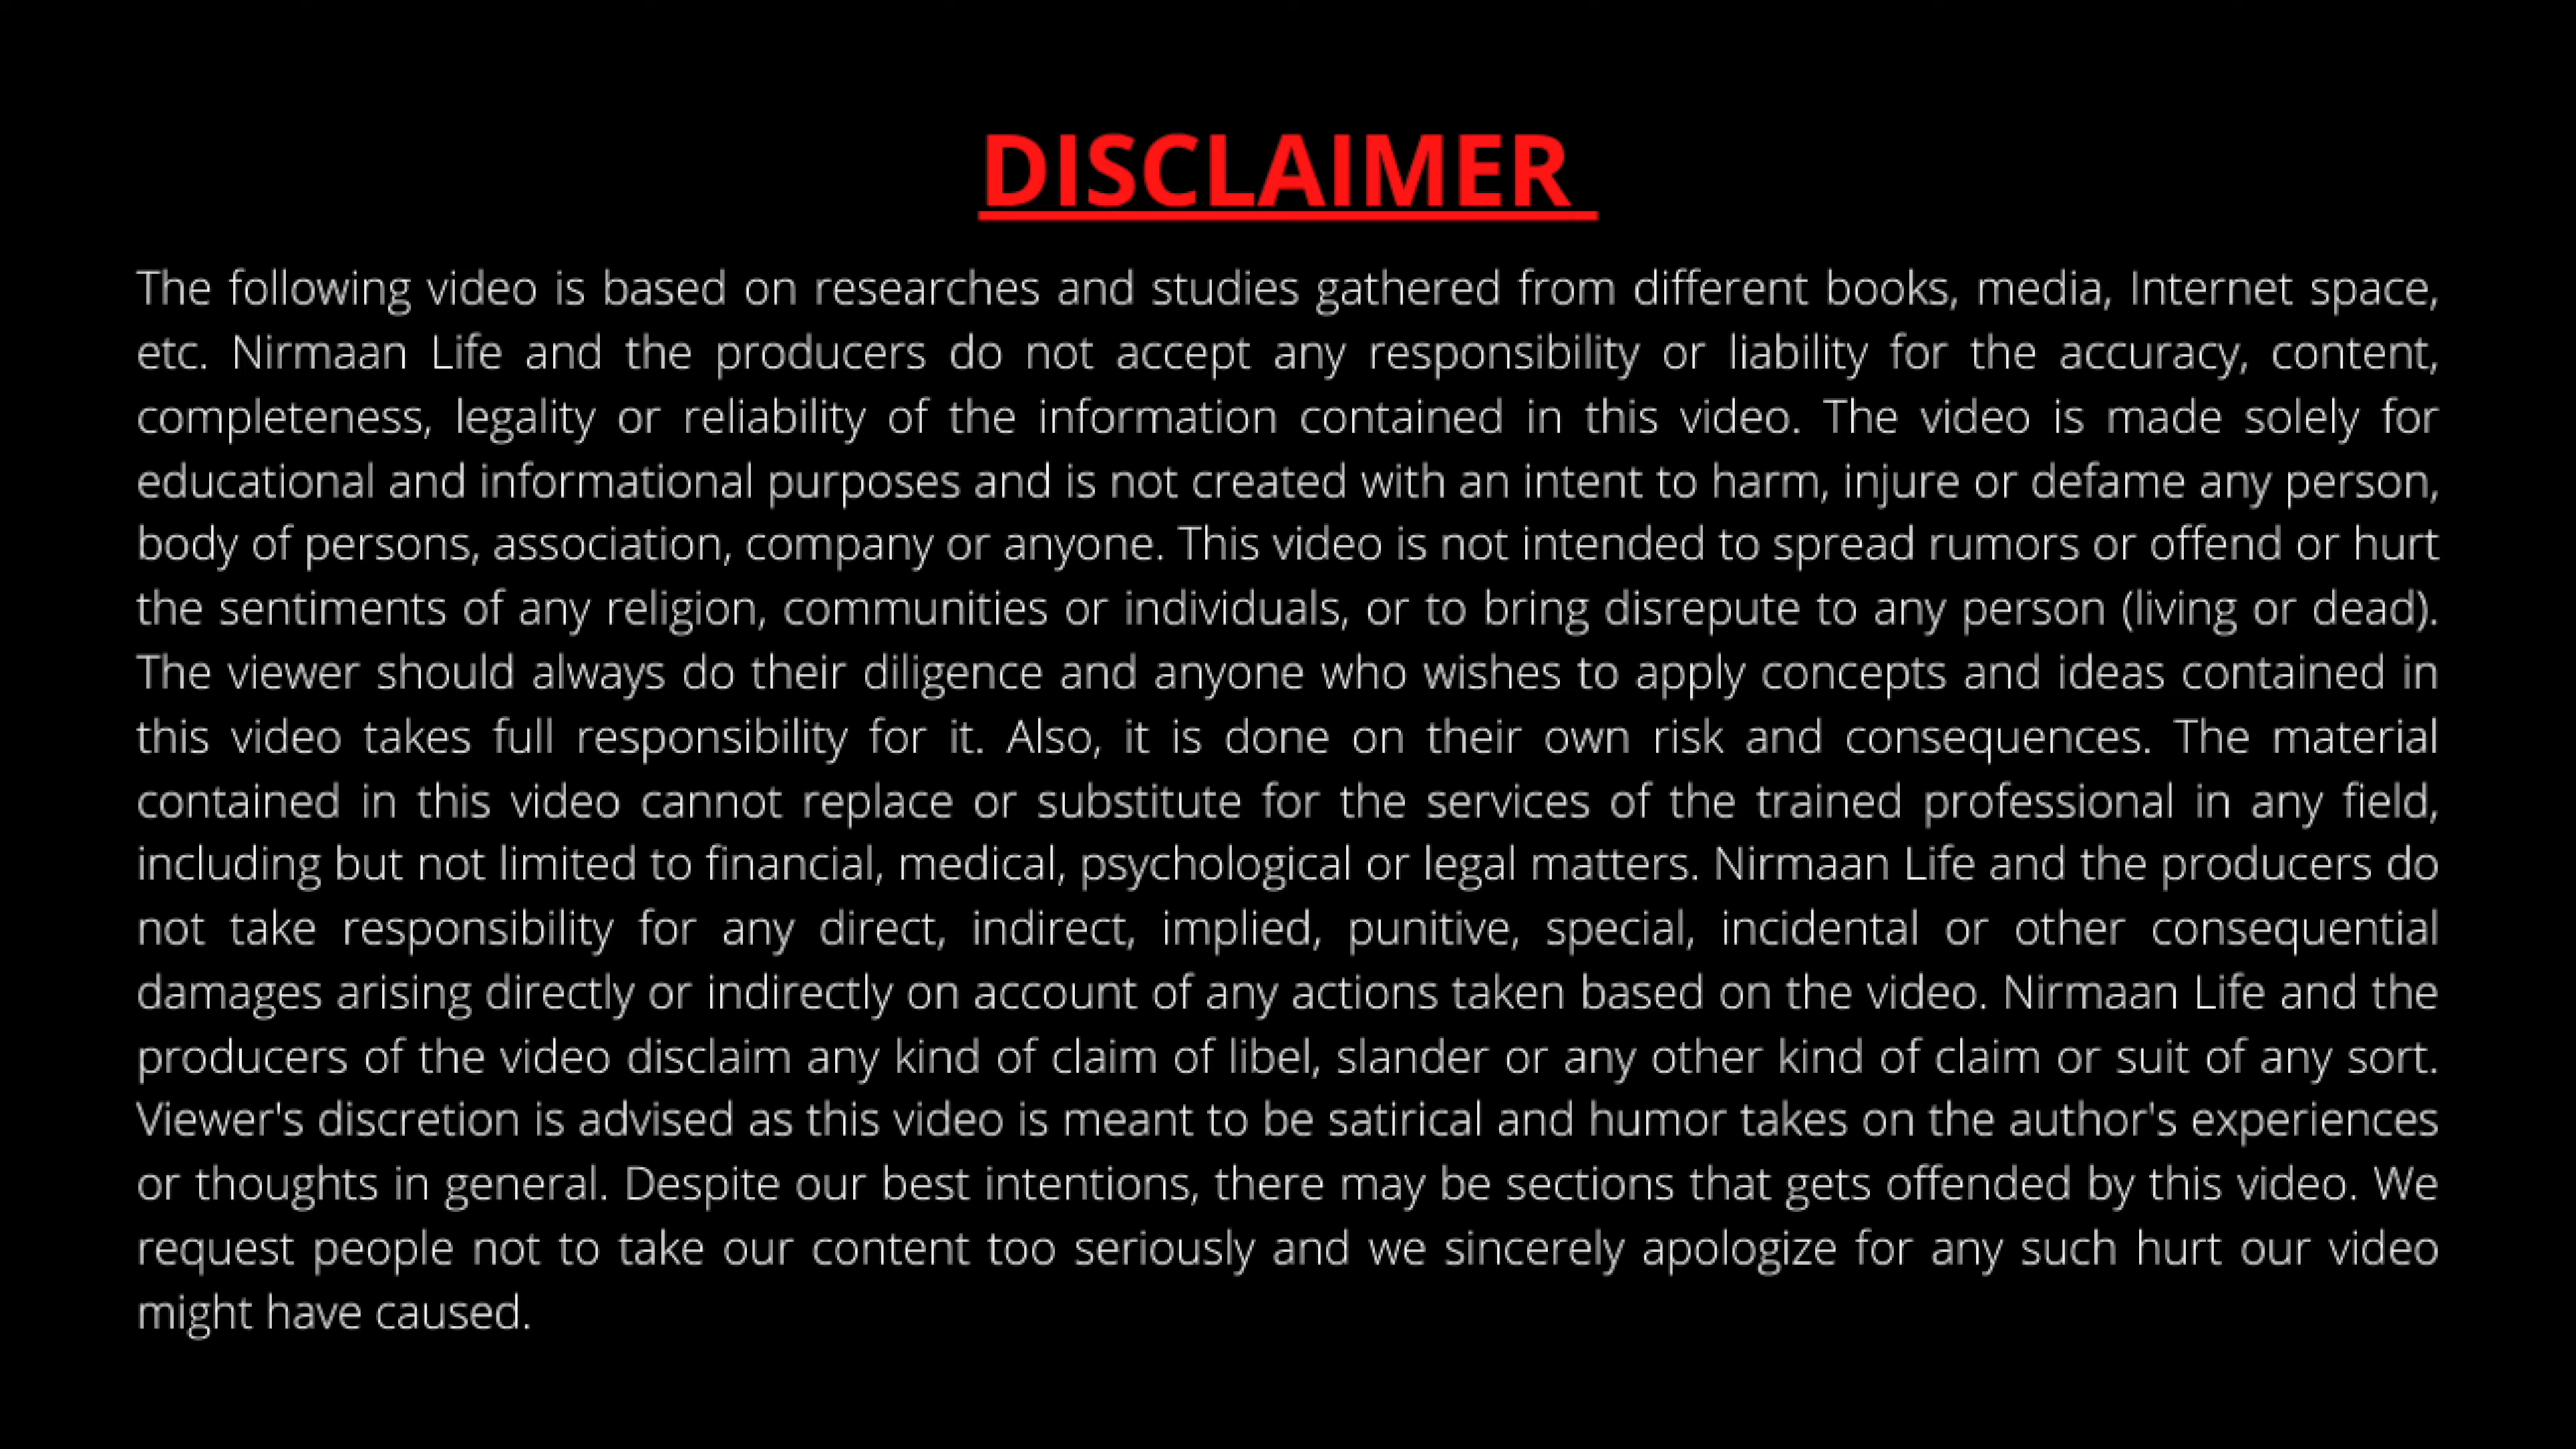 DISCLAIMER
The following video is based on researches and studies gathered from different books, media, Internet space,
etc. Nirmaan Life and the producers do not accept any responsibility or liability for the accuracy, content,
completeness, legality or reliability of the information contained in this video. The video is made solely for
educational and informational purposes and is not created with an intent to harm, injure or defame any person,
body of persons, association, company or anyone. This video is not intended to spread rumors or offend or hurt
the sentiments of any religion, communities or individuals, or to bring disrepute to any person (living or dead).
The viewer should always do their diligence and anyone who wishes to apply concepts and ideas contained in
this video takes full responsibility for it. Also, it is done on their own risk and consequences. The material
contained in this video cannot replace or substitute for the services of the trained professional in any field,
including but not limited to financial, medical, psychological or legal matters. Nirmaan Life and the producers do
not take responsibility for any direct, indirect, implied, punitive, special, incidental or other consequential
damages arising directly or indirectly on account of any actions taken based on the video. Nirmaan Life and the
producers of the video disclaim any kind of claim of libel, slander or any other kind of claim or suit of any sort.
Viewer's discretion is advised as this video is meant to be satirical and humor takes on the author's experiences
or thoughts in general. Despite our best intentions, there may be sections that gets offended by this video. We
request people not to take our content too seriously and we sincerely apologize for any such hurt our video
might have caused.